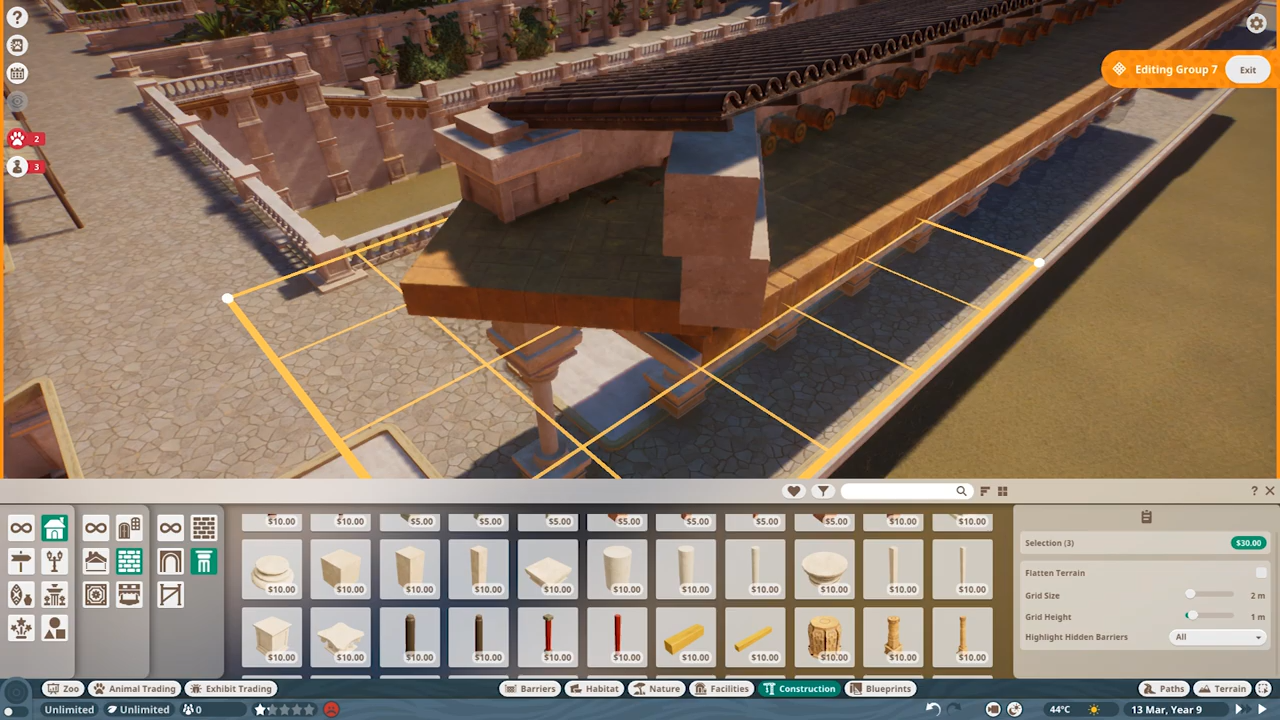 ?
Editing Group 7
Exit
2
3
? ×
$10.00 $10.00 $5.00 $5.00 $5.00 $5.00 $5.00 $5.00 $5.00 $10.00 $10.00
$10.00 $10.00 $10.00 $10.00 $10.00 $10.00 $10.00 $10.00 $10.00 $10.00 $10.00
$10.00 $10.00 $10.00 $10.00 $10.00 $10.00 $10.00 $10.00 $10.00 $10.00 $10.00
Selection (3) $30.00
Flatten Terrain
Grid Size 2 m
Grid Height 1 m
Highlight Hidden Barriers All
Zoo Animal Trading Exhibit Trading Barriers Habitat Nature Facilities Construction Blueprints Paths Terrain
Unlimited Unlimited 0 44°C 13 Mar, Year 9